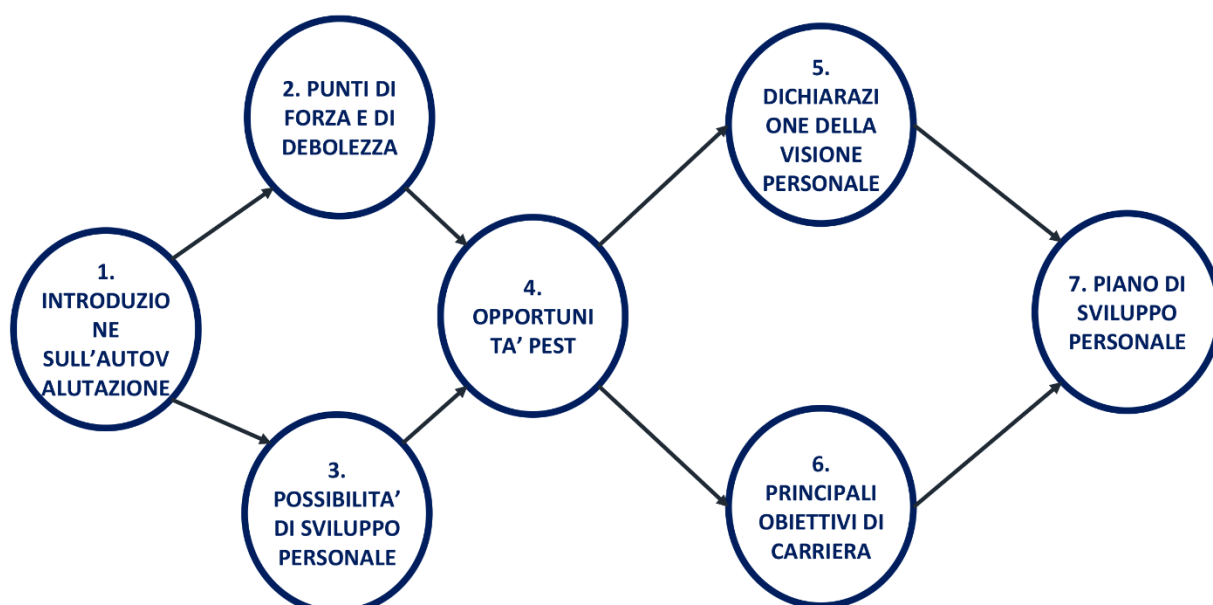 1.
INTRODUZIO
NE
SULL’AUTOV
ALUTAZIONE
2. PUNTI DI
FORZA E DI
DEBOLEZZA
3.
POSSIBILITA’
DI SVILUPPO
PERSONALE
4.
OPPORTUNI
TA’ PEST
5.
DICHIARAZI
ONE DELLA
VISIONE
PERSONALE
6.
PRINCIPALI
OBIETTIVI DI
CARRIERA
7. PIANO DI
SVILUPPO
PERSONALE